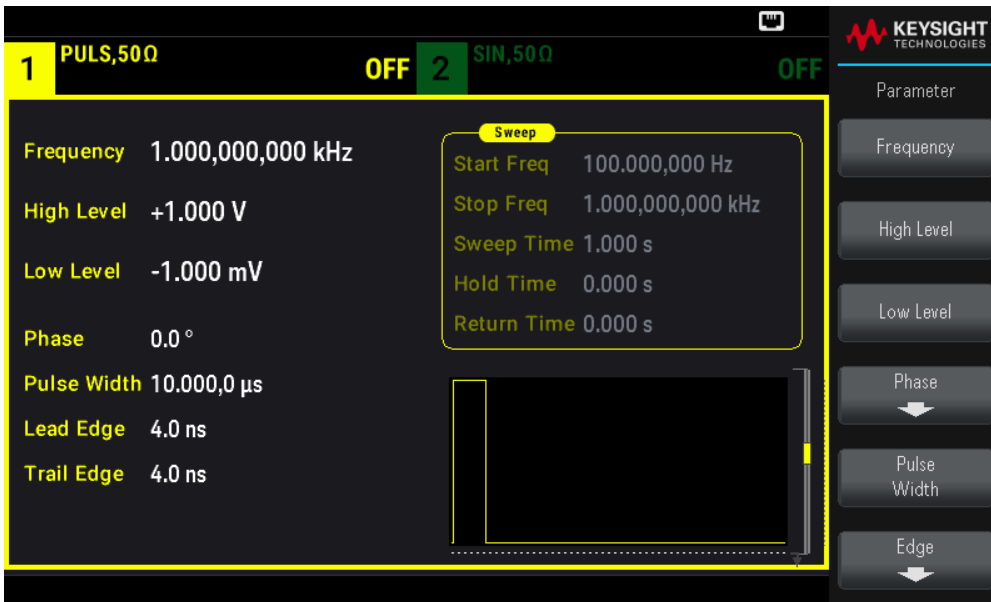 KEYSIGHT
TECHNOLOGIES
1 PULS,50Ω OFF 2 SIN,50Ω OFF
Parameter
Frequency 1.000,000,000 kHz
High Level +1.000 V
Low Level -1.000 mV
Phase 0.0 °
Pulse Width 10.000,0 µs
Lead Edge 4.0 ns
Trail Edge 4.0 ns
Sweep
Start Freq 100.000,000 Hz
Stop Freq 1.000,000,000 kHz
Sweep Time 1.000 s
Hold Time 0.000 s
Return Time 0.000 s
Frequency
High Level
Low Level
Phase
Pulse
Width
Edge